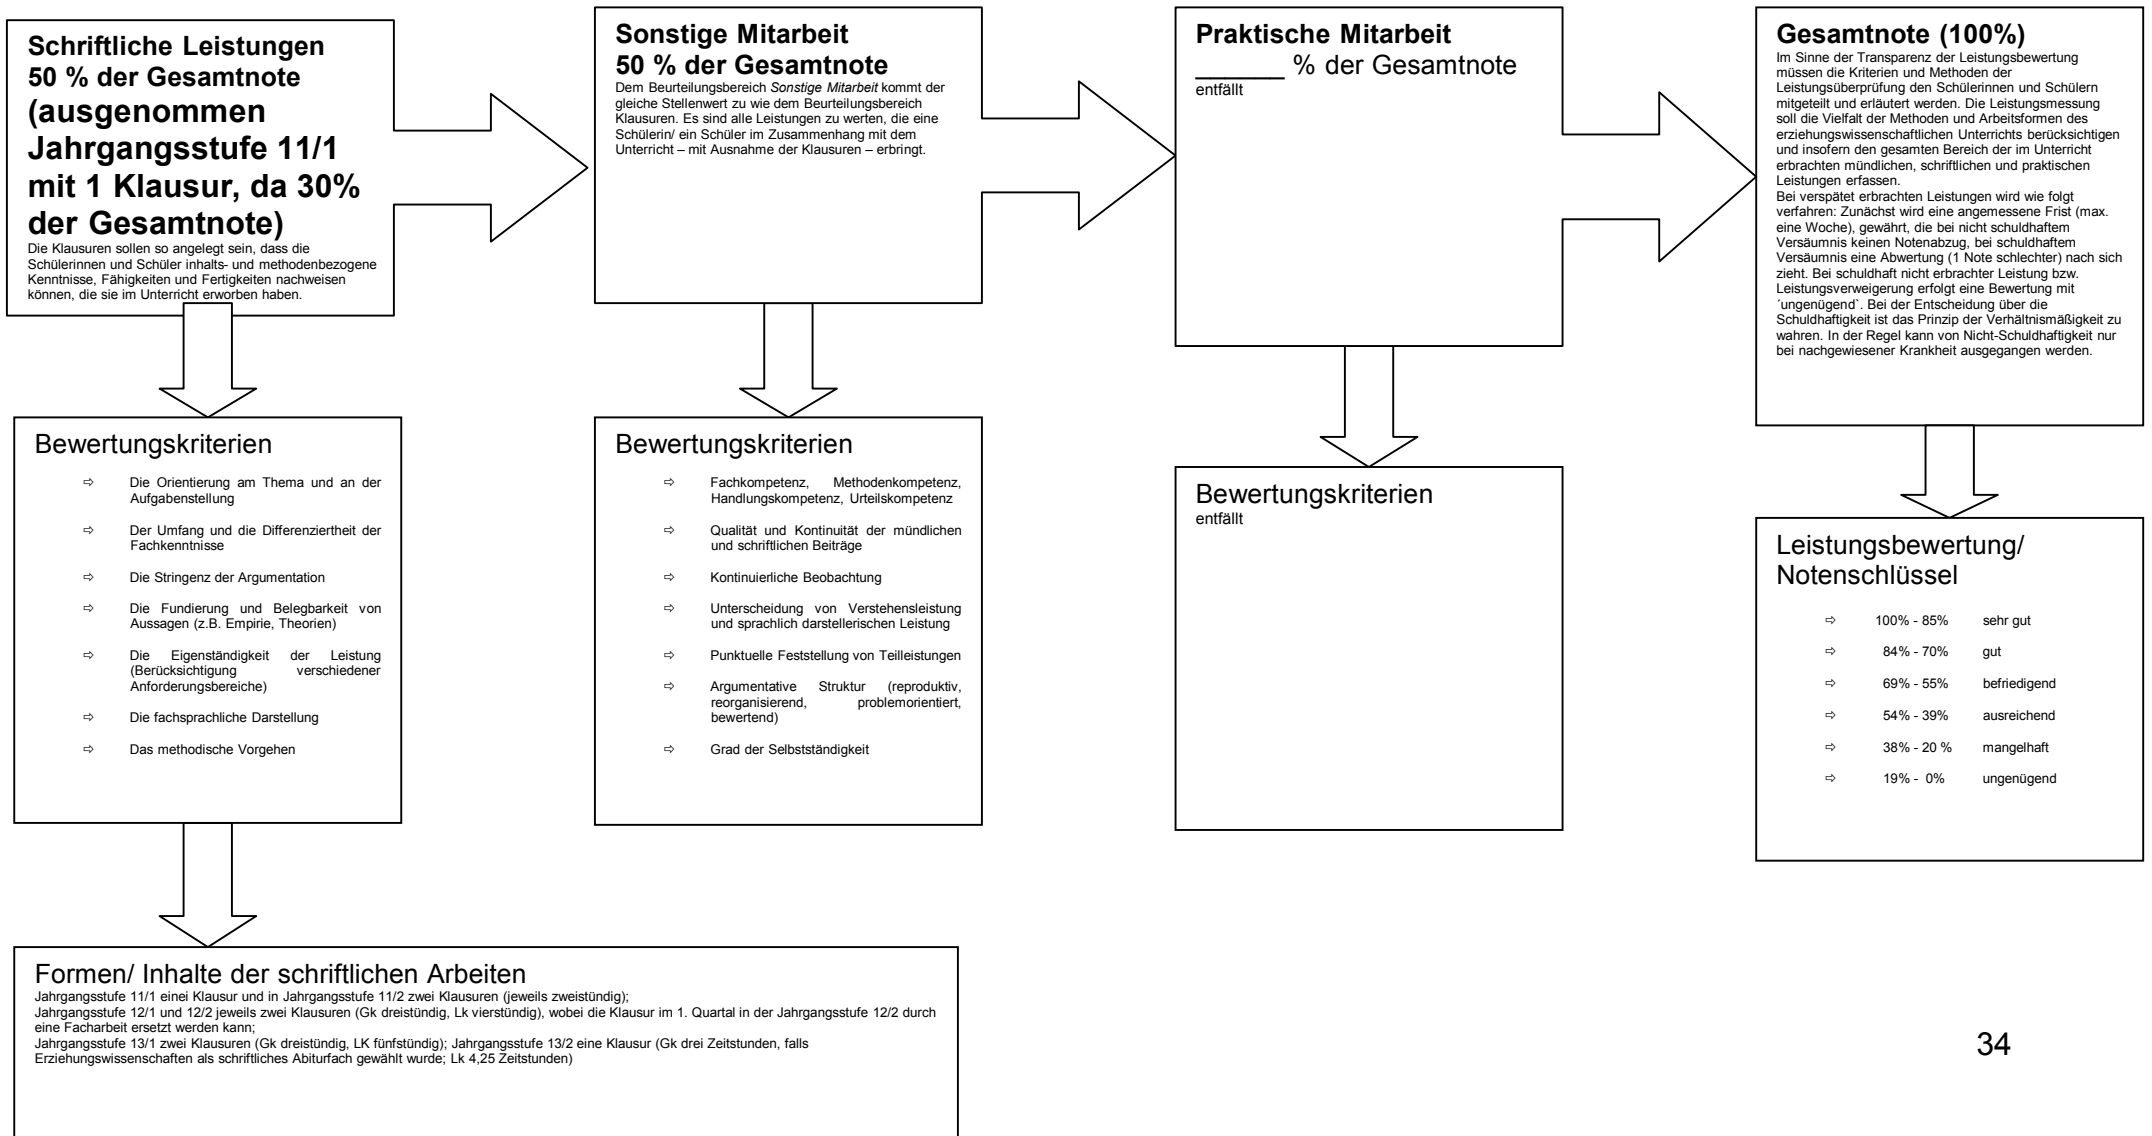 Schriftliche Leistungen
50 % der Gesamtnote
(ausgenommen
Jahrgangsstufe 11/1
mit 1 Klausur, da 30%
der Gesamtnote)
Die Klausuren sollen so angelegt sein, dass die
Schülerinnen und Schüler inhalts- und methodenbezogene
Kenntnisse, Fähigkeiten und Fertigkeiten nachweisen
können, die sie im Unterricht erworben haben.
Sonstige Mitarbeit
50 % der Gesamtnote
Dem Beurteilungsbereich Sonstige Mitarbeit kommt der
gleiche Stellenwert zu wie dem Beurteilungsbereich
Klausuren. Es sind alle Leistungen zu werten, die eine
Schülerin/ ein Schüler im Zusammenhang mit dem
Unterricht – mit Ausnahme der Klausuren – erbringt.
Praktische Mitarbeit
______ % der Gesamtnote
entfällt
Gesamtnote (100%)
Im Sinne der Transparenz der Leistungsbewertung
müssen die Kriterien und Methoden der
Leistungsüberprüfung den Schülerinnen und Schülern
mitgeteilt und erläutert werden. Die Leistungsmessung
soll die Vielfalt der Methoden und Arbeitsformen des
erziehungswissenschaftlichen Unterrichts berücksichtigen
und insofern den gesamten Bereich der im Unterricht
erbrachten mündlichen, schriftlichen und praktischen
Leistungen erfassen.
Bei verspätet erbrachten Leistungen wird wie folgt
verfahren: Zunächst wird eine angemessene Frist (max.
eine Woche), gewährt, die bei nicht schuldhaftem
Versäumnis keinen Notenabzug, bei schuldhaftem
Versäumnis eine Abwertung (1 Note schlechter) nach sich
zieht. Bei schuldhaft nicht erbrachter Leistung bzw.
Leistungsverweigerung erfolgt eine Bewertung mit
´ungenügend`. Bei der Entscheidung über die
Schuldhaftigkeit ist das Prinzip der Verhältnismäßigkeit zu
wahren. In der Regel kann von Nicht-Schuldhaftigkeit nur
bei nachgewiesener Krankheit ausgegangen werden.
Bewertungskriterien
⇨ Die Orientierung am Thema und an der
Aufgabenstellung
⇨ Der Umfang und die Differenziertheit der
Fachkenntnisse
⇨ Die Stringenz der Argumentation
⇨ Die Fundierung und Belegbarkeit von
Aussagen (z.B. Empirie, Theorien)
⇨ Die Eigenständigkeit der Leistung
(Berücksichtigung verschiedener
Anforderungsbereiche)
⇨ Die fachsprachliche Darstellung
⇨ Das methodische Vorgehen
Bewertungskriterien
⇨ Fachkompetenz, Methodenkompetenz,
Handlungskompetenz, Urteilskompetenz
⇨ Qualität und Kontinuität der mündlichen
und schriftlichen Beiträge
⇨ Kontinuierliche Beobachtung
⇨ Unterscheidung von Verstehensleistung
und sprachlich darstellerischen Leistung
⇨ Punktuelle Feststellung von Teilleistungen
⇨ Argumentative Struktur (reproduktiv,
reorganisierend, problemorientiert,
bewertend)
⇨ Grad der Selbstständigkeit
Bewertungskriterien
entfällt
Leistungsbewertung/
Notenschlüssel
⇨ 100% - 85% sehr gut
⇨ 84% - 70% gut
⇨ 69% - 55% befriedigend
⇨ 54% - 39% ausreichend
⇨ 38% - 20 % mangelhaft
⇨ 19% - 0% ungenügend
Formen/ Inhalte der schriftlichen Arbeiten
Jahrgangsstufe 11/1 einei Klausur und in Jahrgangsstufe 11/2 zwei Klausuren (jeweils zweistündig);
Jahrgangsstufe 12/1 und 12/2 jeweils zwei Klausuren (Gk dreistündig, Lk vierstündig), wobei die Klausur im 1. Quartal in der Jahrgangsstufe 12/2 durch
eine Facharbeit ersetzt werden kann;
Jahrgangsstufe 13/1 zwei Klausuren (Gk dreistündig, LK fünfstündig); Jahrgangsstufe 13/2 eine Klausur (Gk drei Zeitstunden, falls
Erziehungswissenschaften als schriftliches Abiturfach gewählt wurde; Lk 4,25 Zeitstunden)
34